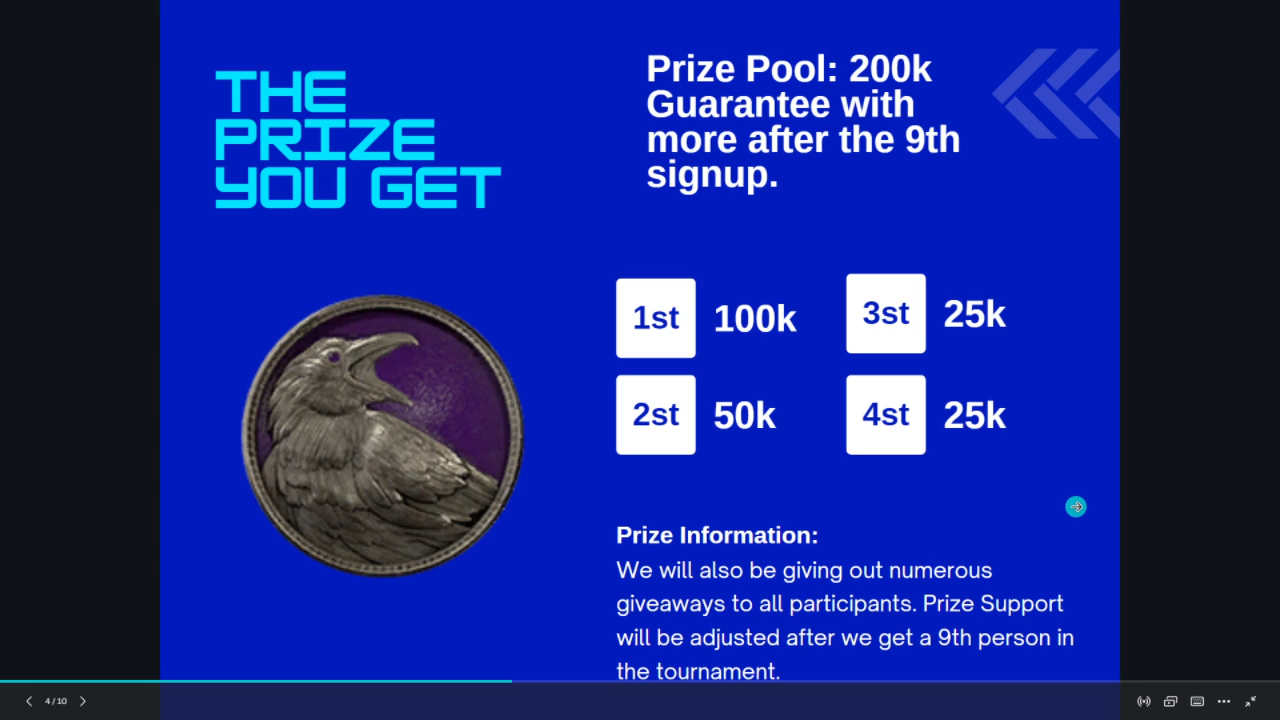 THE
PRIZE
YOU GET
Prize Pool: 200k
Guarantee with
more after the 9th
signup.
1st 100k
3st 25k
2st 50k
4st 25k
Prize Information:
We will also be giving out numerous
giveaways to all participants. Prize Support
will be adjusted after we get a 9th person in
the tournament.
4 / 10